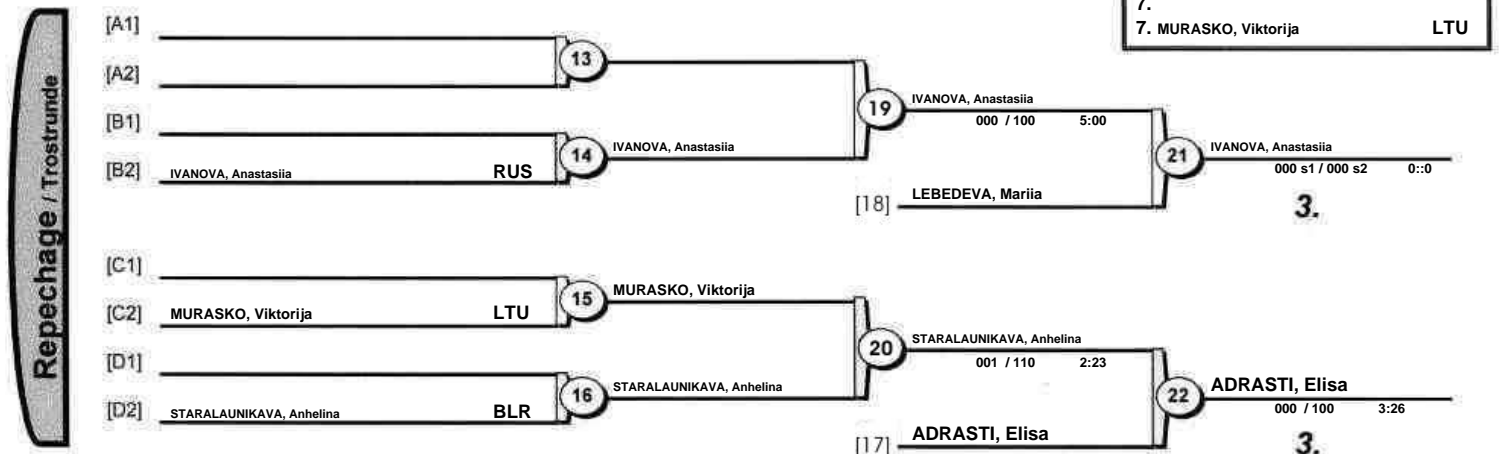 7.
7. MURASKO, Viktorija LTU
Repechage / Trostrunde
[A1]
[A2]
13
[B1]
[B2] IVANOVA, Anastasiia RUS
14
IVANOVA, Anastasiia
19
IVANOVA, Anastasiia
000 / 100 5:00
[18] LEBEDEVA, Mariia
21
IVANOVA, Anastasiia
000 s1 / 000 s2 0::0
3.
[C1]
[C2] MURASKO, Viktorija LTU
15
MURASKO, Viktorija
[D1]
[D2] STARALAUNIKAVA, Anhelina BLR
16
STARALAUNIKAVA, Anhelina
20
STARALAUNIKAVA, Anhelina
001 / 110 2:23
[17] ADRASTI, Elisa
22
ADRASTI, Elisa
000 / 100 3:26
3.